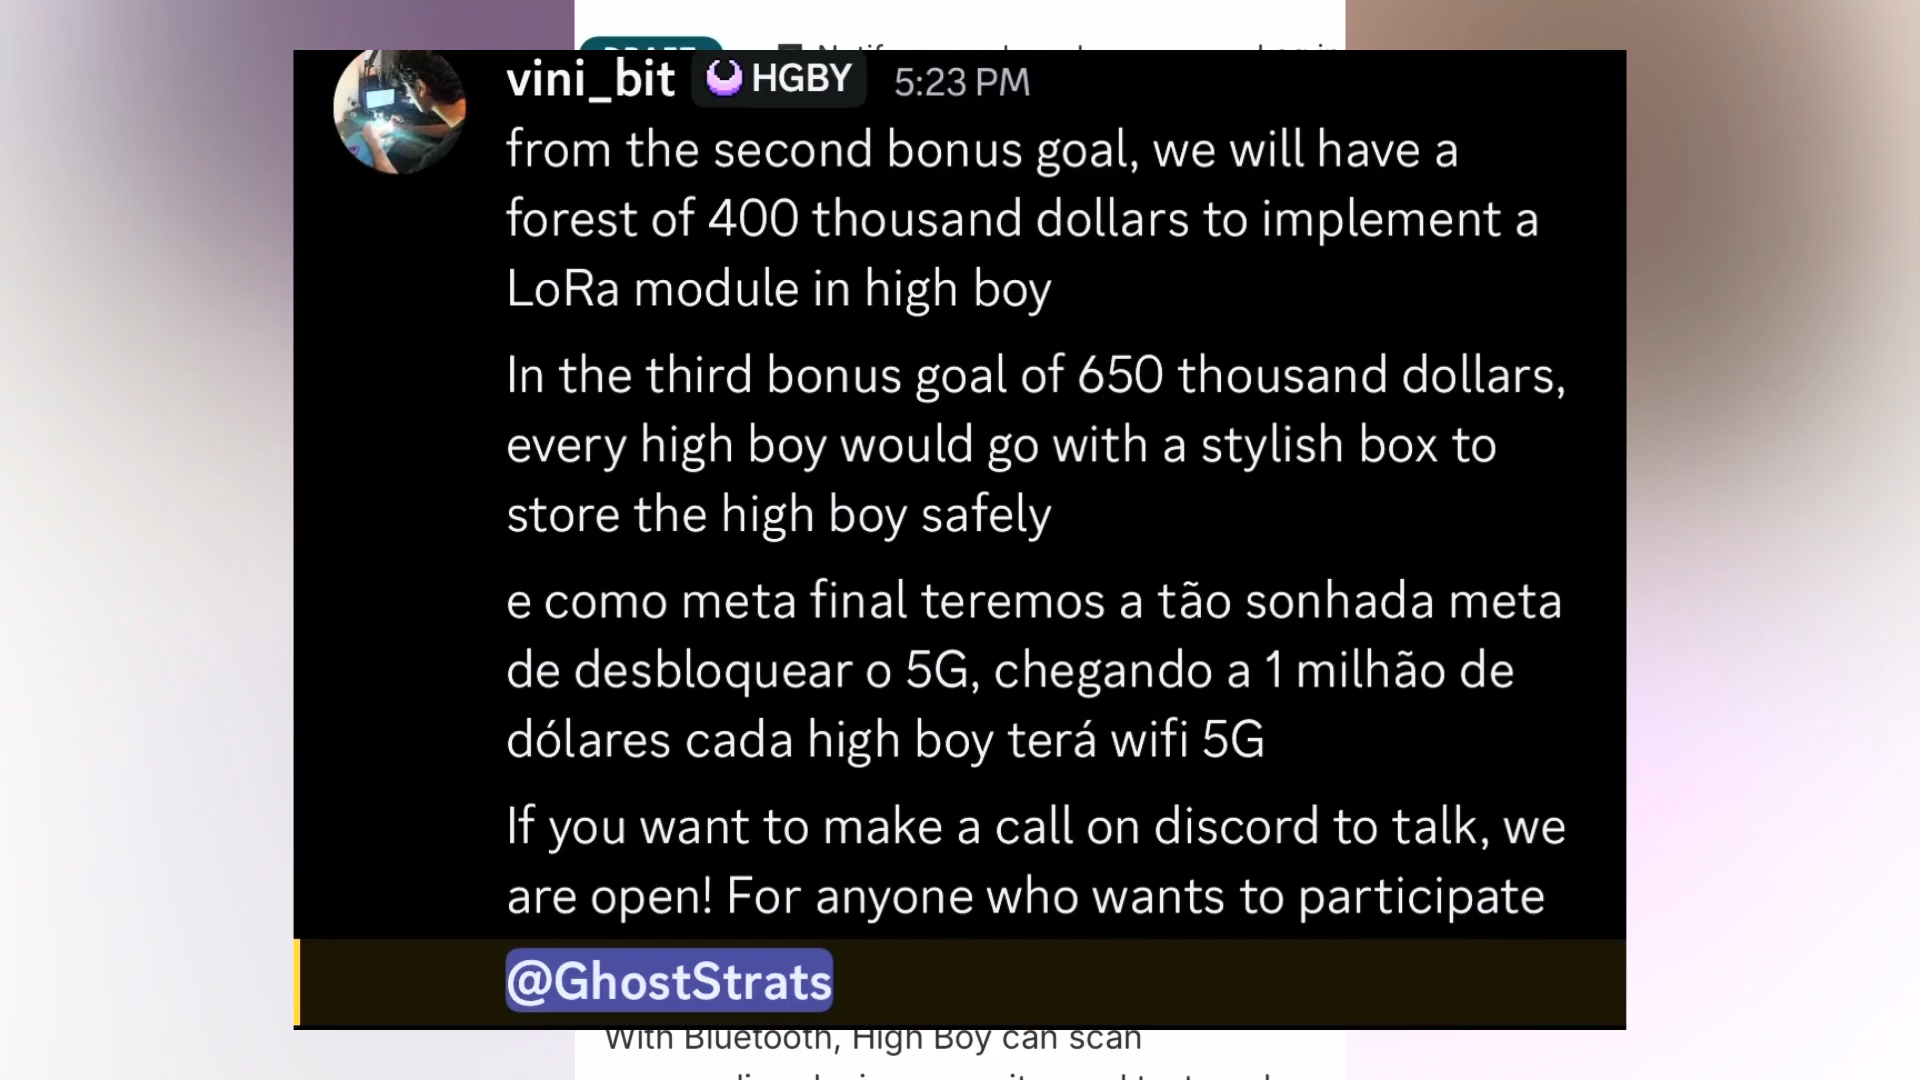 vini_bit HGBY 5:23 PM
from the second bonus goal, we will have a
forest of 400 thousand dollars to implement a
LoRa module in high boy
In the third bonus goal of 650 thousand dollars,
every high boy would go with a stylish box to
store the high boy safely
e como meta final teremos a tão sonhada meta
de desbloquear o 5G, chegando a 1 milhão de
dólares cada high boy terá wifi 5G
If you want to make a call on discord to talk, we
are open! For anyone who wants to participate
@GhostStrats
With Bluetooth, High Boy can scan